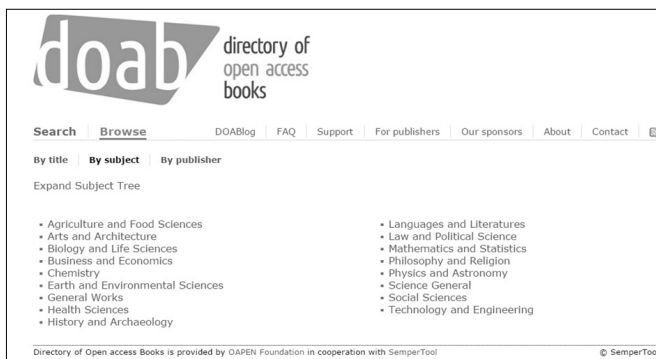 doab
directory of
open access
books
Search Browse DOABlog FAQ Support For publishers Our sponsors About Contact
By title By subject By publisher
Expand Subject Tree
▪ Agriculture and Food Sciences
▪ Arts and Architecture
▪ Biology and Life Sciences
▪ Business and Economics
▪ Chemistry
▪ Earth and Environmental Sciences
▪ General Works
▪ Health Sciences
▪ History and Archaeology
▪ Languages and Literatures
▪ Law and Political Science
▪ Mathematics and Statistics
▪ Philosophy and Religion
▪ Physics and Astronomy
▪ Science General
▪ Social Sciences
▪ Technology and Engineering
Directory of Open access Books is provided by OAPEN Foundation in cooperation with SemperTool © SemperToo